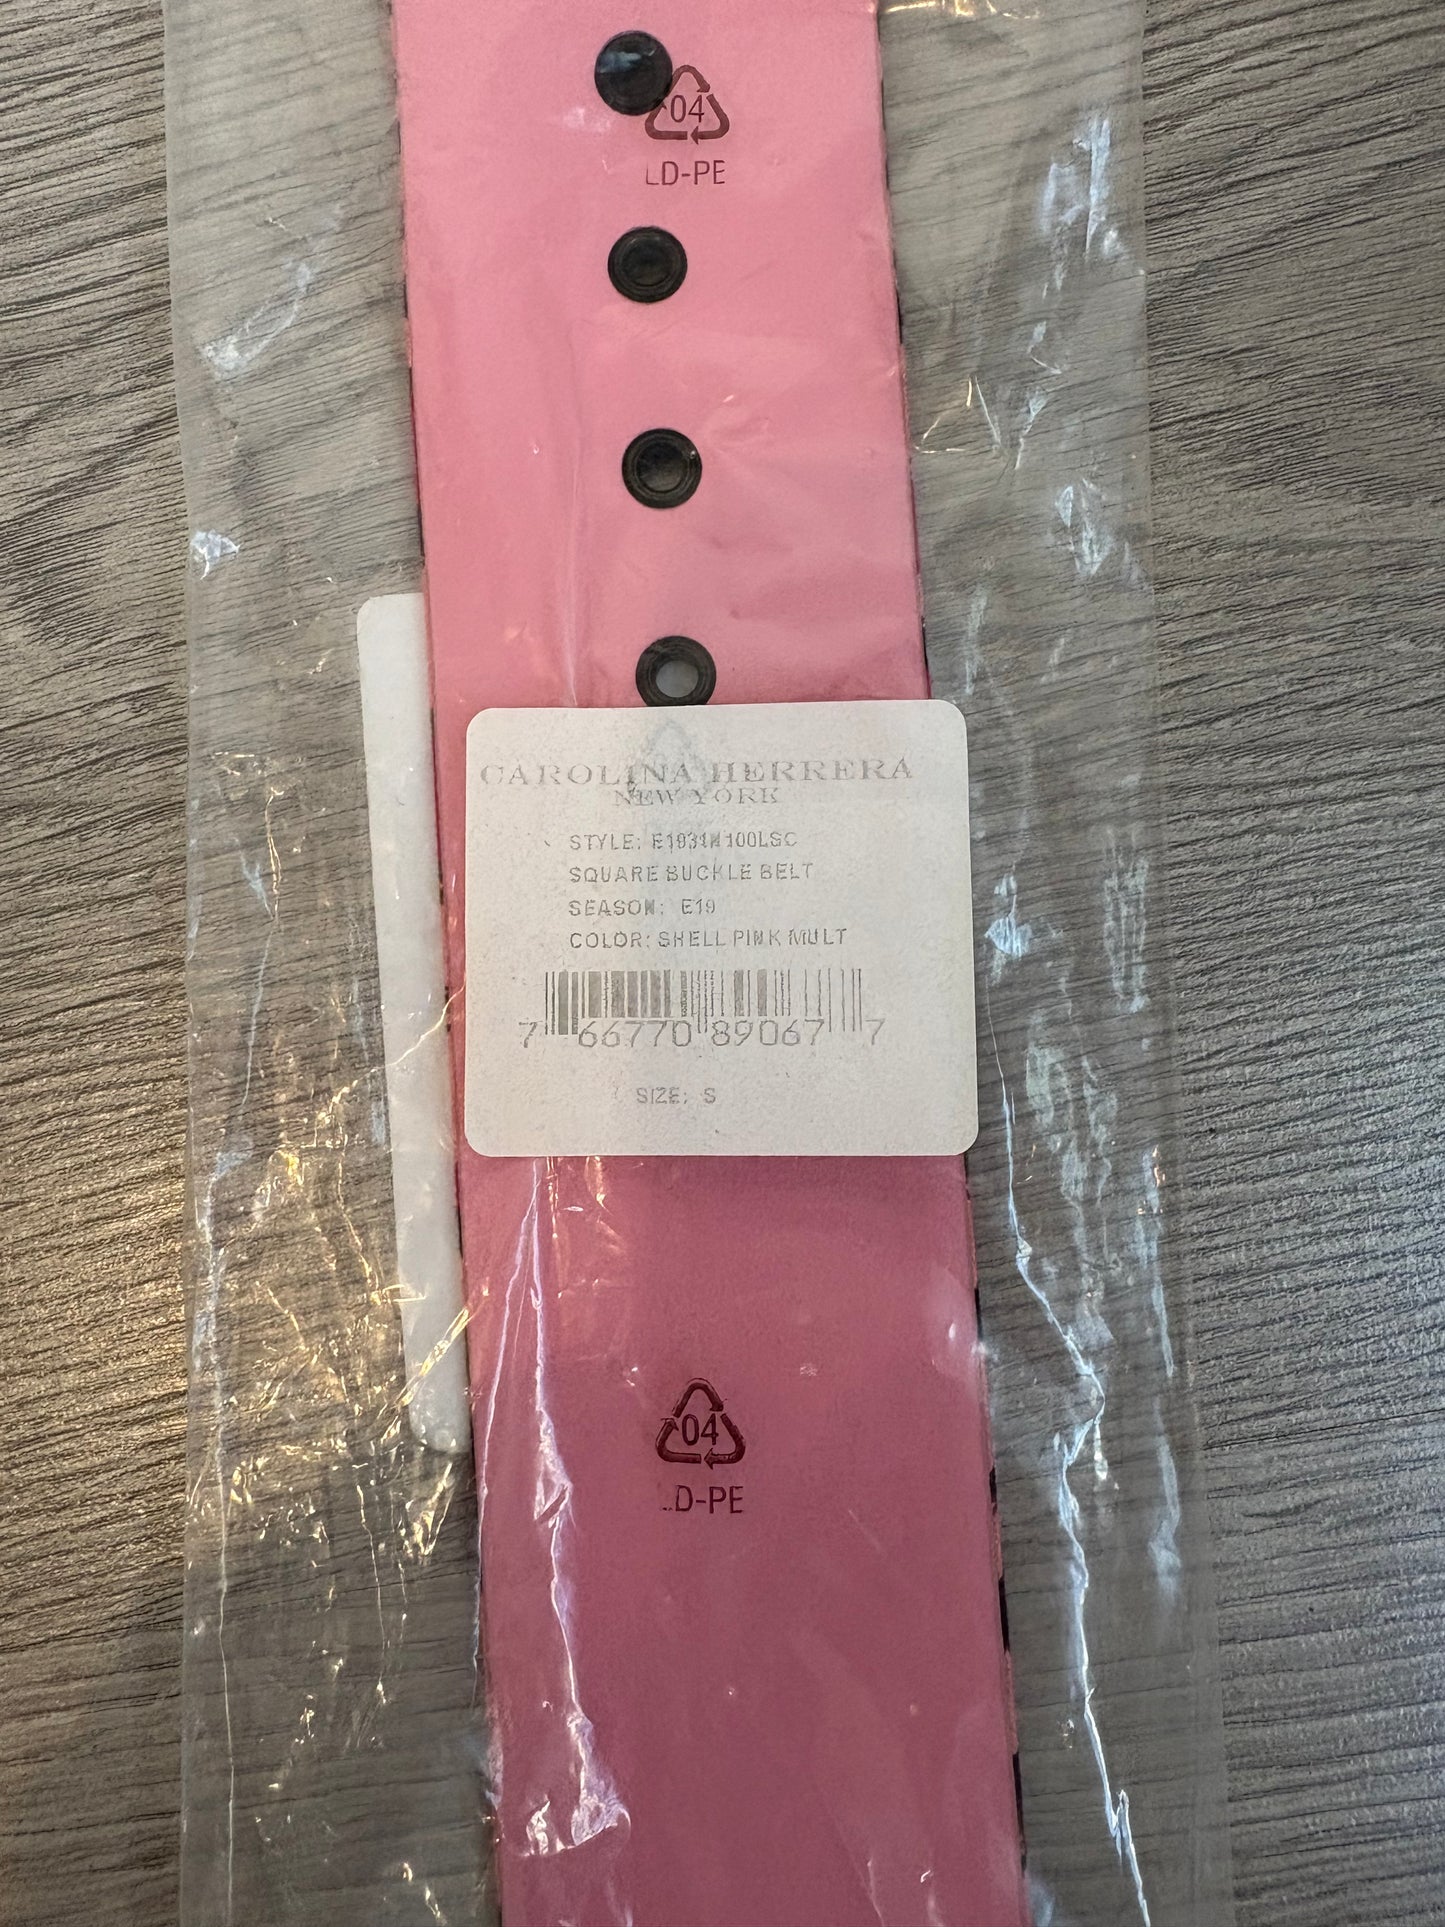 04
LD-PE
CAROLINA HERRERA
NEW YORK
STYLE: E1931N100LSC
SQUARE BUCKLE BELT
SEASON: E19
COLOR: SHELL PINK MULT
7 66770 89067 7
SIZE: S
04
LD-PE